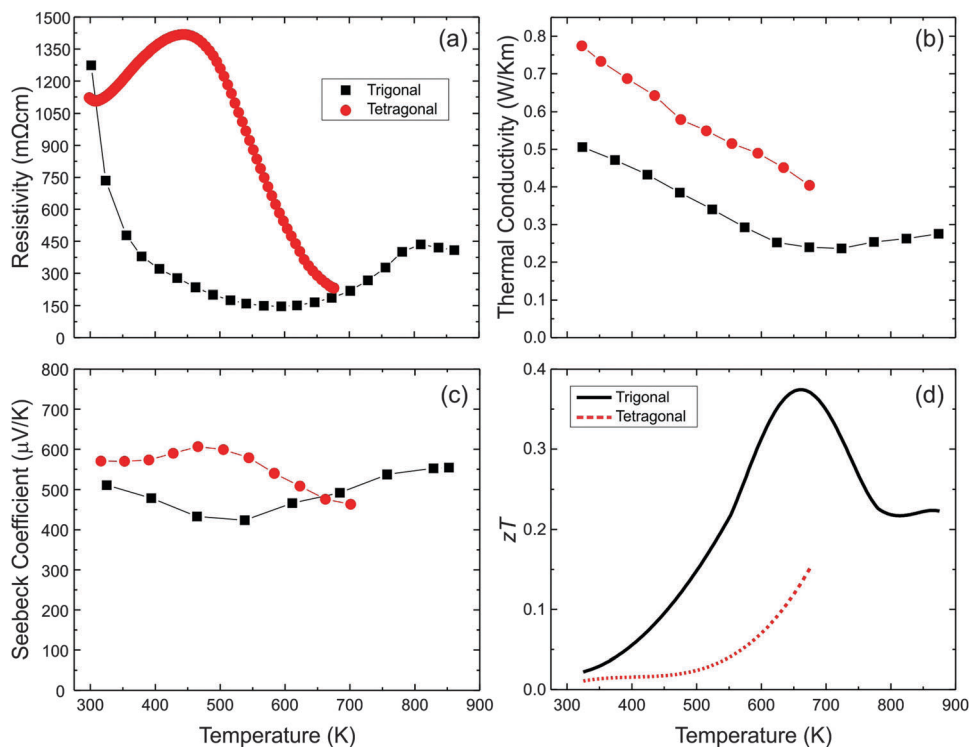 1500
1350
1200
1050
900
750
600
450
300
150
0
Resistivity (mΩcm)
(a)
Trigonal
Tetragonal
0.8
0.7
0.6
0.5
0.4
0.3
0.2
0.1
0.0
Thermal Conductivity (W/Km)
(b)
800
700
600
500
400
300
200
100
0
Seebeck Coefficient (μV/K)
(c)
300 400 500 600 700 800 900
Temperature (K)
0.4
0.3
0.2
0.1
0.0
zT
(d)
Trigonal
Tetragonal
300 400 500 600 700 800 900
Temperature (K)